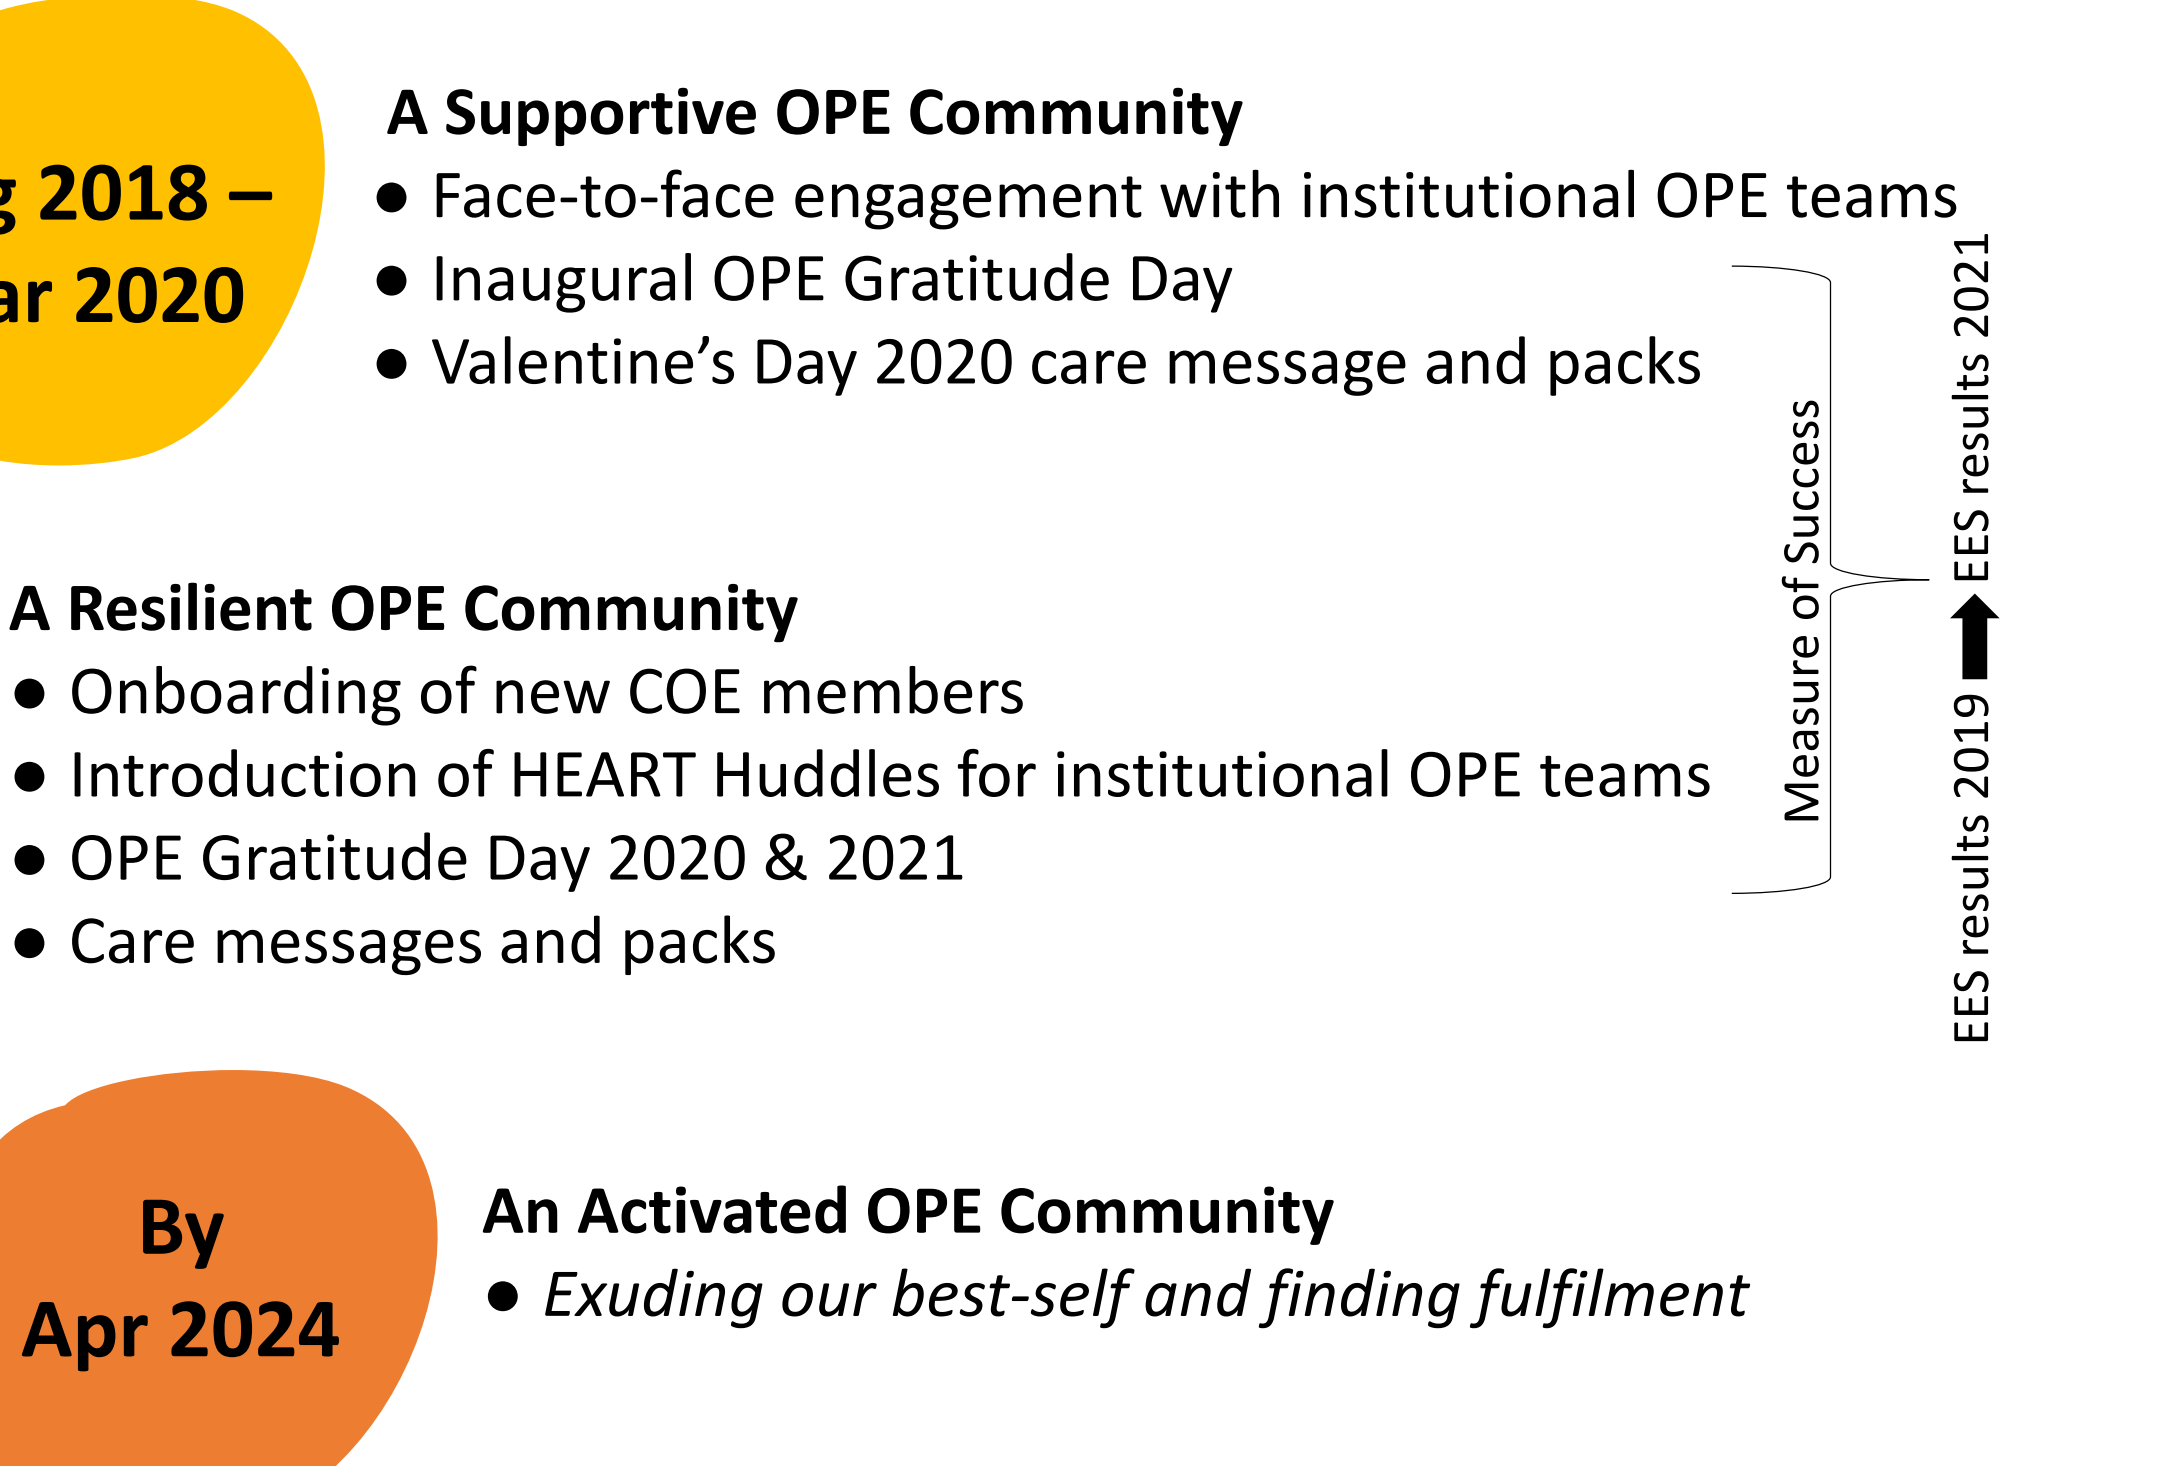 2018 –
2020
A Supportive OPE Community
● Face-to-face engagement with institutional OPE teams
● Inaugural OPE Gratitude Day
● Valentine’s Day 2020 care message and packs
A Resilient OPE Community
● Onboarding of new COE members
● Introduction of HEART Huddles for institutional OPE teams
● OPE Gratitude Day 2020 & 2021
● Care messages and packs
Measure of Success
EES results 2019
EES results 2021
By
Apr 2024
An Activated OPE Community
● Exuding our best-self and finding fulfilment